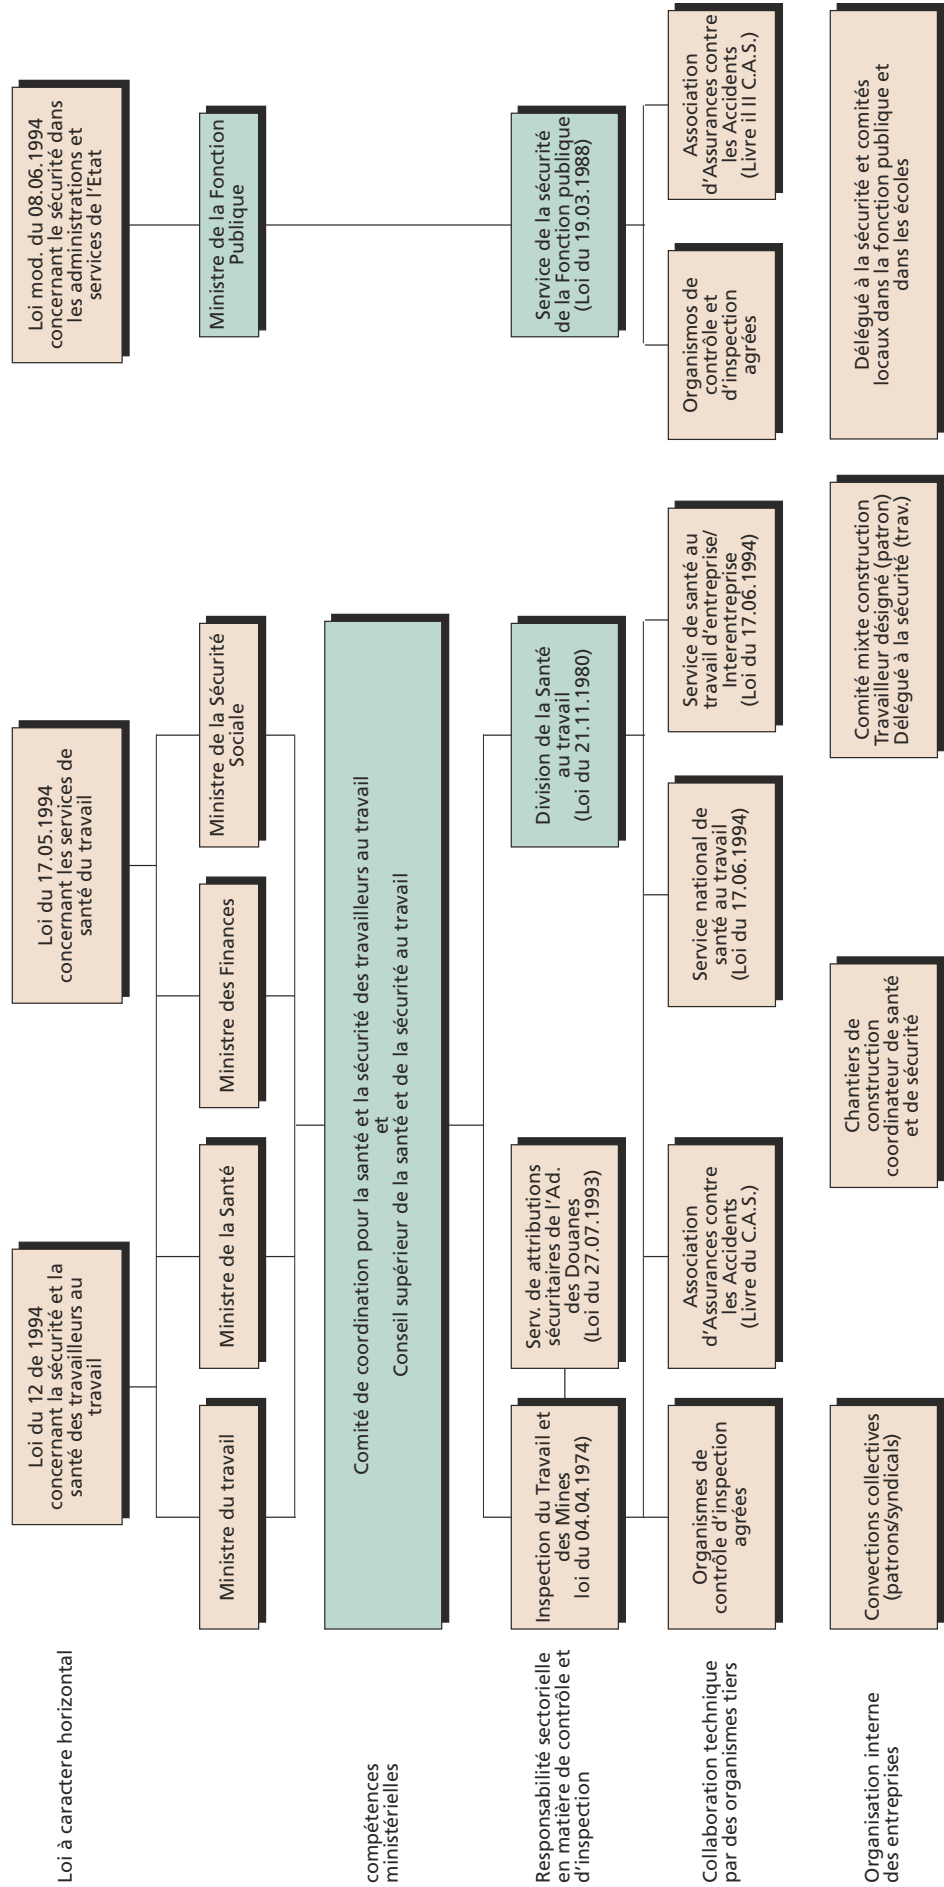 Loi à caractere horizontal
Loi du 12 de 1994
concernant la sécurité et la
santé des travailleurs au
travail
Loi du 17.05.1994
concernant les services de
santé du travail
Loi mod. du 08.06.1994
concernant le sécurité dans
les administrations et
services de l'Etat
compétences
ministérielles
Ministre du travail
Ministre de la Santé
Ministre des Finances
Ministre de la Sécurité
Sociale
Ministre de la Fonction
Publique
Comité de coordination pour la santé et la sécurité des travailleurs au travail
et
Conseil supérieur de la santé et de la sécurité au travail
Responsabilité sectorielle
en matière de contrôle et
d'inspection
Inspection du Travail et
des Mines
loi du 04.04.1974)
Serv. de attributions
sécuritaires de l'Ad.
des Douanes
(Loi du 27.07.1993)
Division de la Santé
au travail
(Loi du 21.11.1980)
Service de la sécurité
de la Fonction publique
(Loi du 19.03.1988)
Collaboration technique
par des organismes tiers
Organismes de
contrôle d'inspection
agrées
Association
d'Assurances contre
les Accidents
(Livre du C.A.S.)
Service national de
santé au travail
(Loi du 17.06.1994)
Service de santé au
travail d'entreprise/
Interentreprise
(Loi du 17.06.1994)
Organismos de
contrôle et
d'inspection
agrées
Association
d'Assurances contre
les Accidents
(Livre il II C.A.S.)
Organisation interne
des entreprises
Convections collectives
(patrons/syndicals)
Chantiers de
construction
coordinateur de santé
et de sécurité
Comité mixte construction
Travailleur désigné (patron)
Délégué à la sécurité (trav.)
Délégué à la sécurité et comités
locaux dans la fonction publique et
dans les écoles